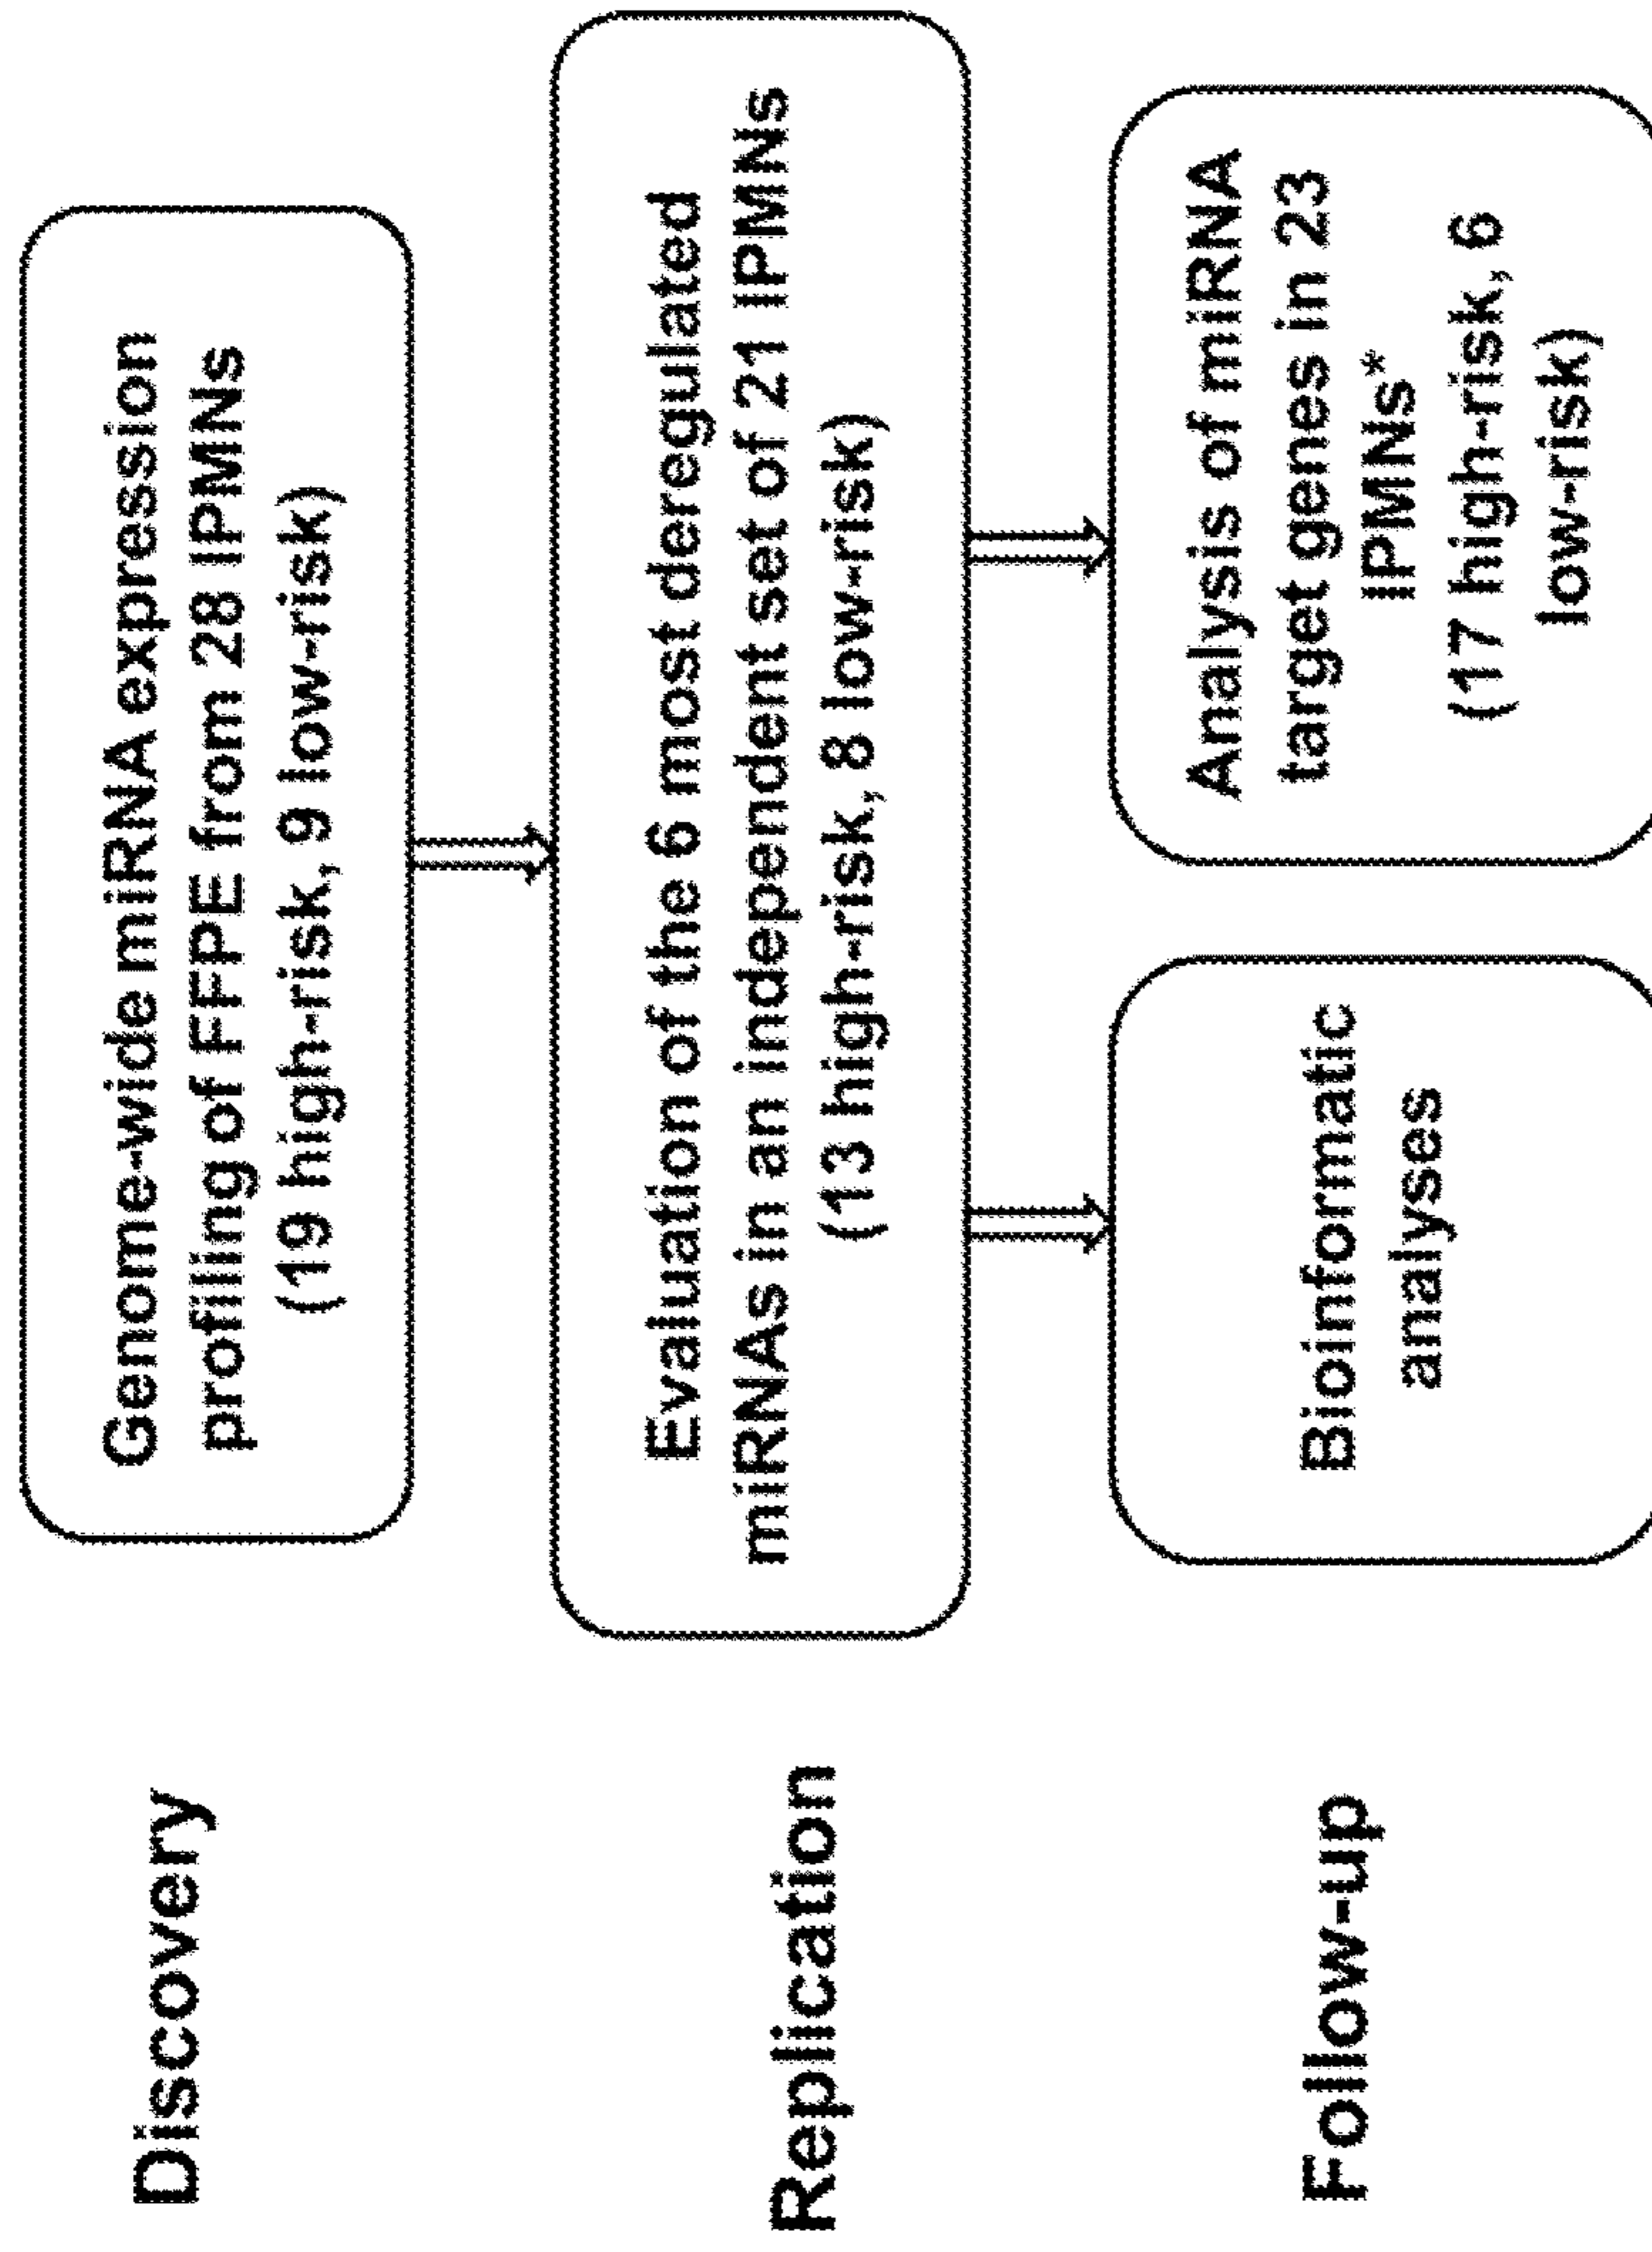 Discovery
Genome-wide miRNA expression
profiling of FFPE from 28 IPMNs
(19 high-risk, 9 low-risk)
Replication
Evaluation of the 6 most deregulated
miRNAs in an independent set of 21 IPMNs
(13 high-risk, 8 low-risk)
Follow-up
Bioinformatic
analyses
Analysis of miRNA
target genes in 23
IPMNs*
(17 high-risk, 6
low-risk)